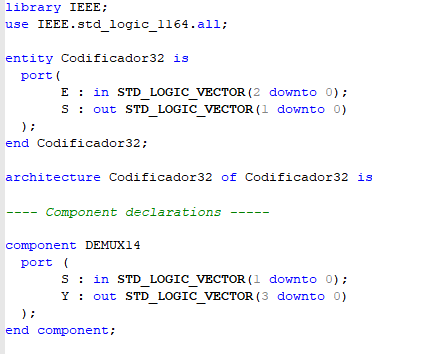 library IEEE;
use IEEE.std_logic_1164.all;
entity Codificador32 is
port(
E : in STD_LOGIC_VECTOR(2 downto 0);
S : out STD_LOGIC_VECTOR(1 downto 0)
);
end Codificador32;
architecture Codificador32 of Codificador32 is
---- Component declarations -----
component DEMUX14
port (
S : in STD_LOGIC_VECTOR(1 downto 0);
Y : out STD_LOGIC_VECTOR(3 downto 0)
);
end component;